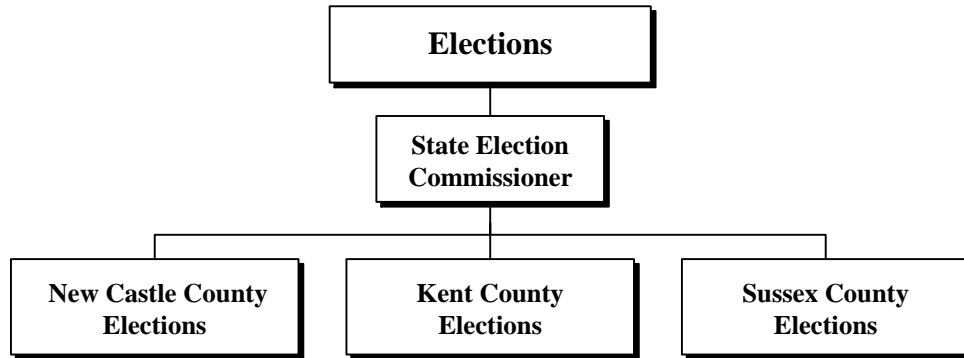 Elections
State Election
Commissioner
New Castle County
Elections
Kent County
Elections
Sussex County
Elections